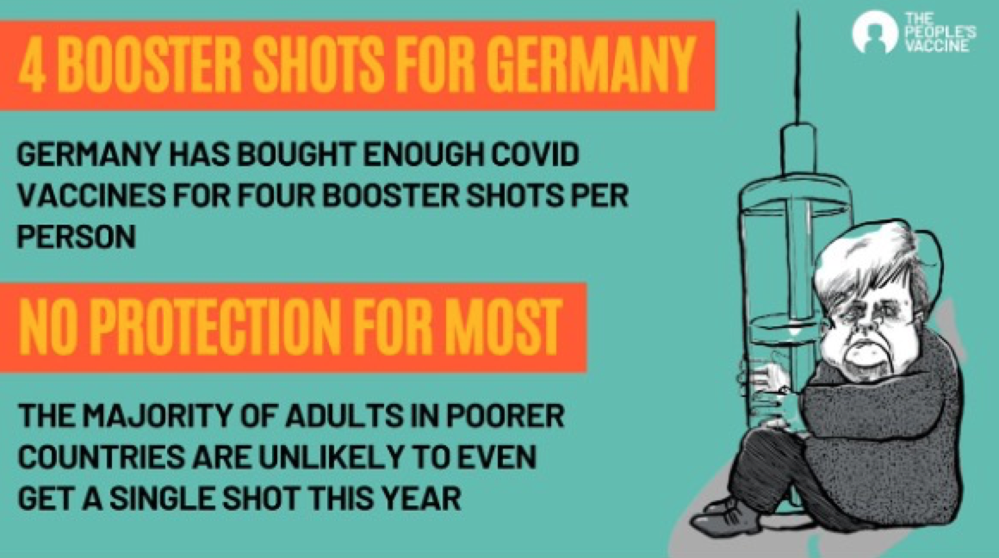 4 BOOSTER SHOTS FOR GERMANY
THE
PEOPLE'S
VACCINE
GERMANY HAS BOUGHT ENOUGH COVID
VACCINES FOR FOUR BOOSTER SHOTS PER
PERSON
NO PROTECTION FOR MOST
THE MAJORITY OF ADULTS IN POORER
COUNTRIES ARE UNLIKELY TO EVEN
GET A SINGLE SHOT THIS YEAR